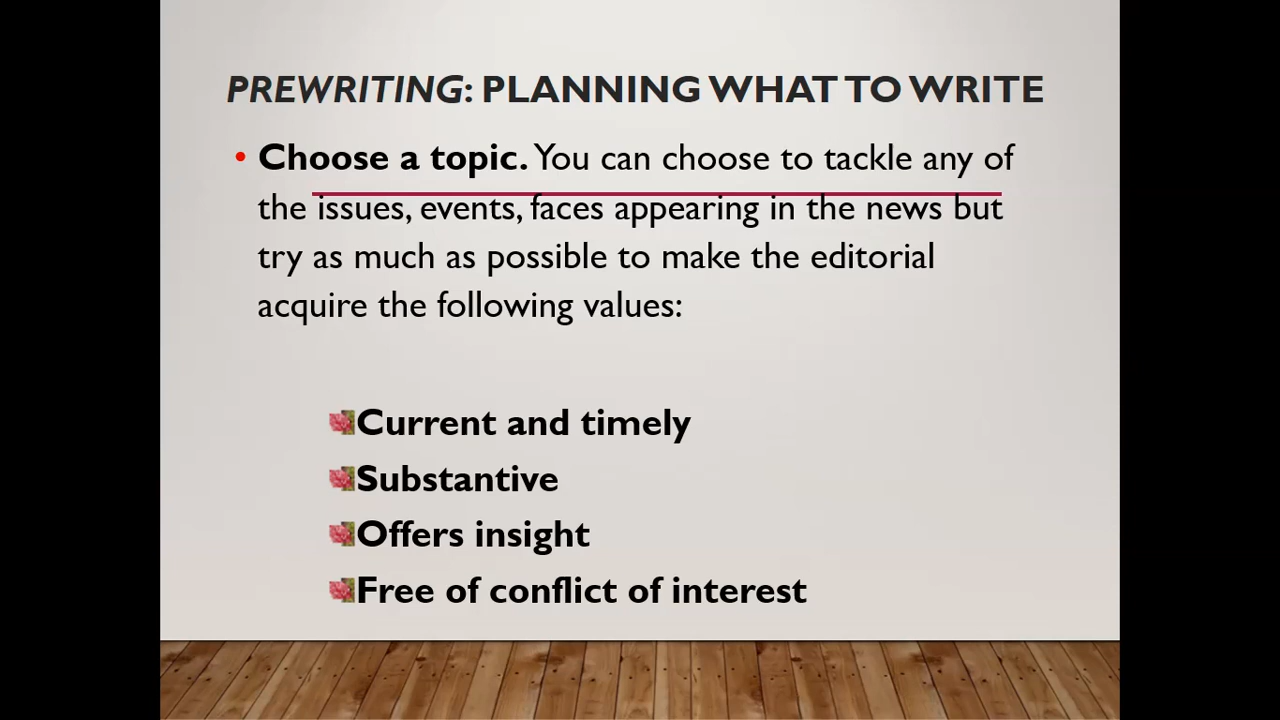 PREWRITING: PLANNING WHAT TO WRITE
• Choose a topic. You can choose to tackle any of
the issues, events, faces appearing in the news but
try as much as possible to make the editorial
acquire the following values:
Current and timely
Substantive
Offers insight
Free of conflict of interest